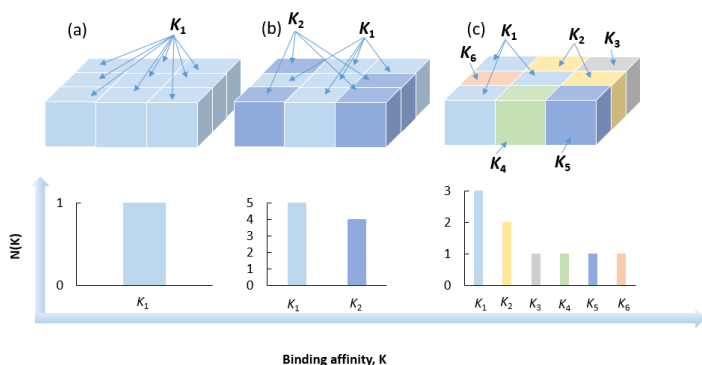 (a)
K1
(b)
K2
K1
(c)
K1
K2
K3
K6
K4
K5
N(K)
1
0
K1
5
4
3
2
1
0
K1 K2
3
2
1
0
K1 K2 K3 K4 K5 K6
Binding affinity, K